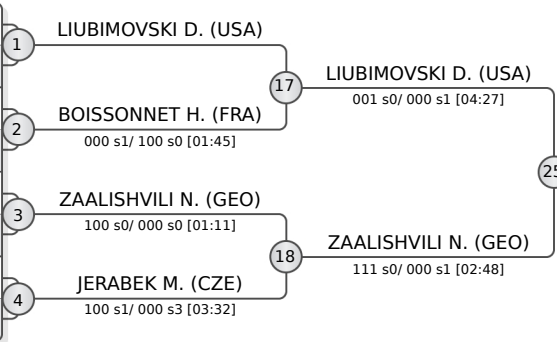 LIUBIMOVSKI D. (USA)
1
17
LIUBIMOVSKI D. (USA)
001 s0/ 000 s1 [04:27]
BOISSONNET H. (FRA)
2
000 s1/ 100 s0 [01:45]
25
ZAALISHVILI N. (GEO)
3
100 s0/ 000 s0 [01:11]
18
ZAALISHVILI N. (GEO)
111 s0/ 000 s1 [02:48]
JERABEK M. (CZE)
4
100 s1/ 000 s3 [03:32]